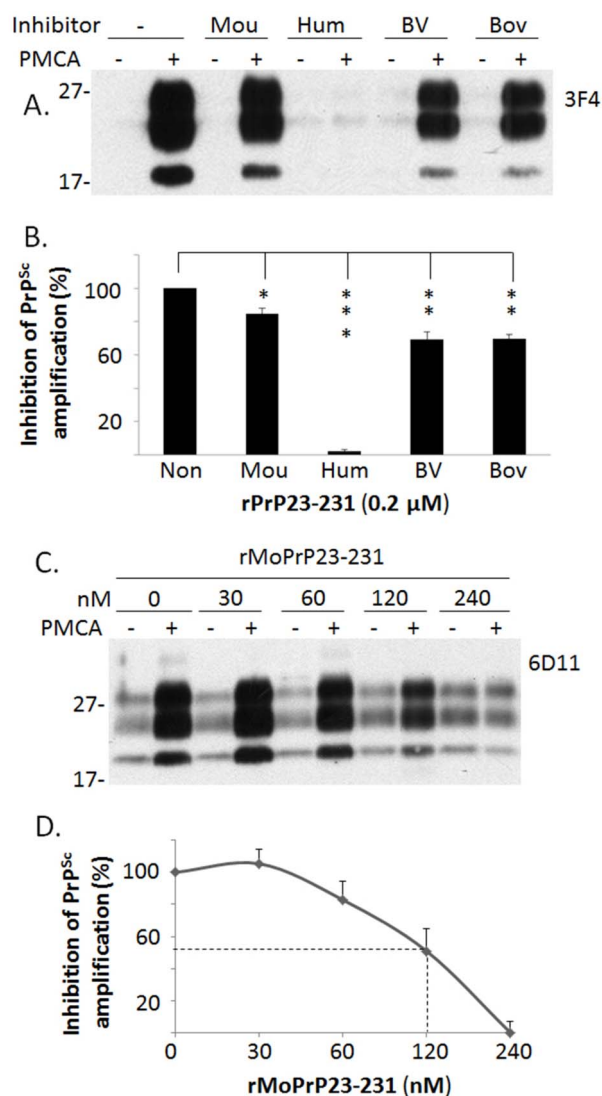 Inhibitor - Mou Hum BV Bov
PMCA - + - + - + - + - +
A. 27- 3F4
17-
B.
Inhibition of PrPSc amplification (%)
100
60
20
* *** ** **
Non Mou Hum BV Bov
rPrP23-231 (0.2 µM)
C. rMoPrP23-231
nM 0 30 60 120 240
PMCA - + - + - + - + - +
6D11
27-
17-
D.
Inhibition of PrPSc amplification (%)
100
60
20
0 30 60 120 240
rMoPrP23-231 (nM)